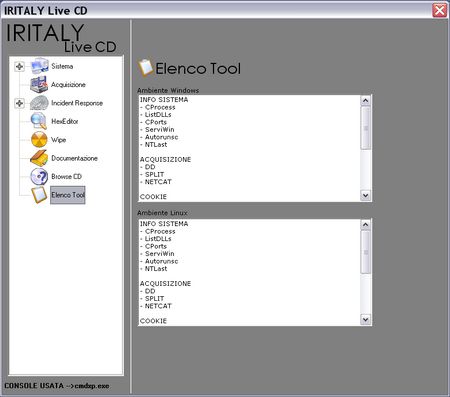 IRITALY Live CD
IRITALY
Live CD
Sistema
Acquisizione
Incident Response
HexEditor
Wipe
Documentazione
Browse CD
Elenco Tool
Elenco Tool
Ambiente Windows
INFO SISTEMA
- CProcess
- ListDLLs
- CPorts
- ServiWin
- Autorunsc
- NTLast
ACQUISIZIONE
- DD
- SPLIT
- NETCAT
COOKIE
Ambiente Linux
INFO SISTEMA
- CProcess
- ListDLLs
- CPorts
- ServiWin
- Autorunsc
- NTLast
ACQUISIZIONE
- DD
- SPLIT
- NETCAT
COOKIE
CONSOLE USATA -->cmdxp.exe